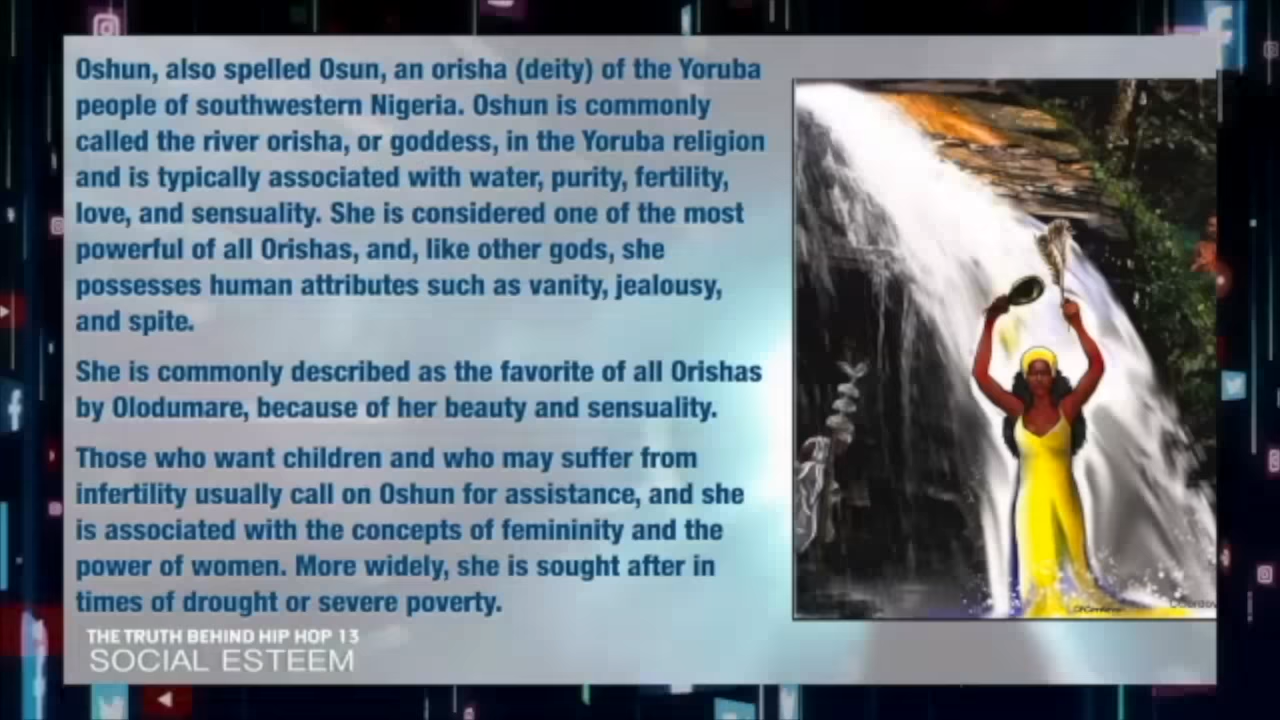 Oshun, also spelled Osun, an orisha (deity) of the Yoruba
people of southwestern Nigeria. Oshun is commonly
called the river orisha, or goddess, in the Yoruba religion
and is typically associated with water, purity, fertility,
love, and sensuality. She is considered one of the most
powerful of all Orishas, and, like other gods, she
possesses human attributes such as vanity, jealousy,
and spite.
She is commonly described as the favorite of all Orishas
by Olodumare, because of her beauty and sensuality.
Those who want children and who may suffer from
infertility usually call on Oshun for assistance, and she
is associated with the concepts of femininity and the
power of women. More widely, she is sought after in
times of drought or severe poverty.
THE TRUTH BEHIND HIP HOP 13
SOCIAL ESTEEM